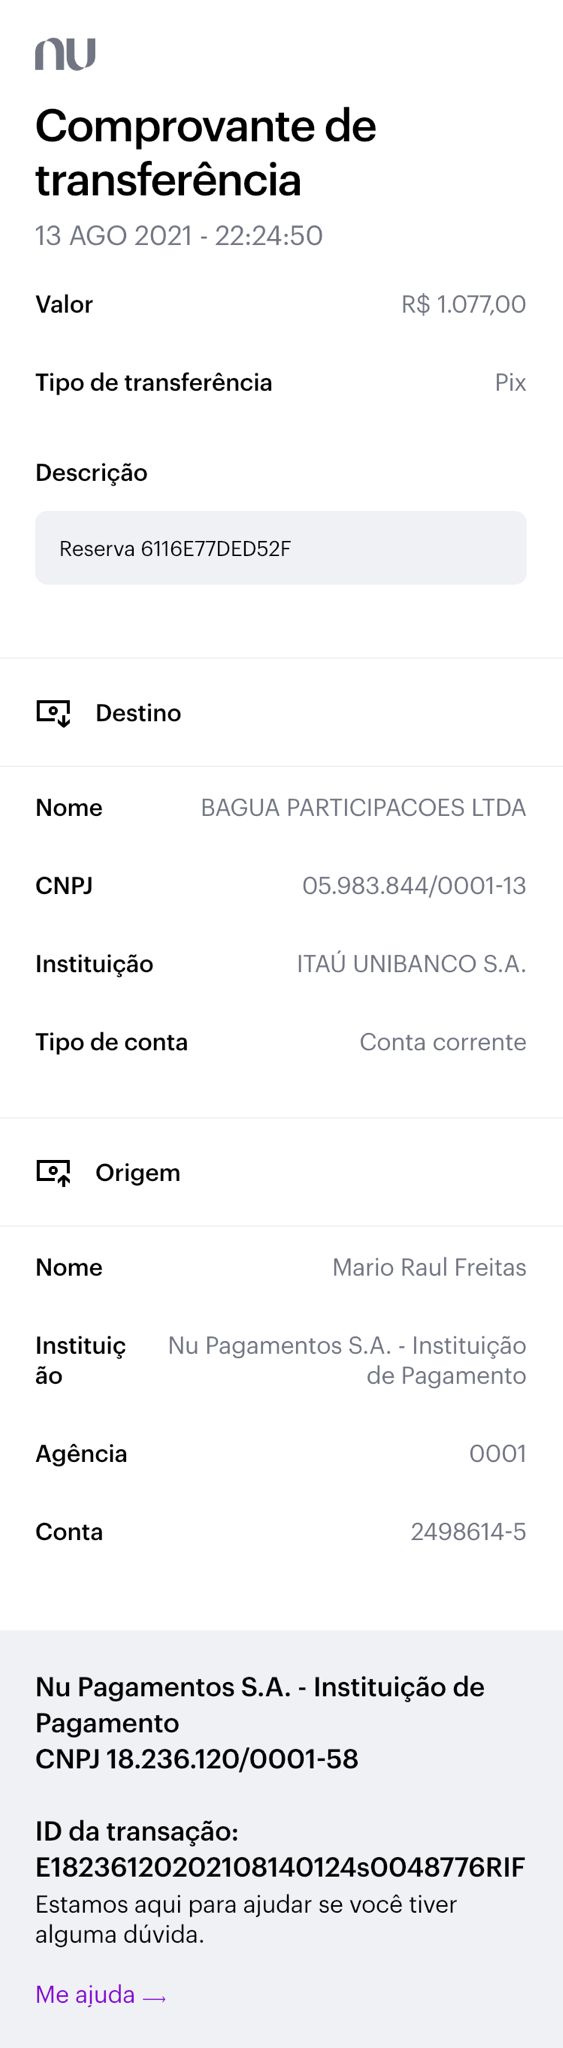 nu
Comprovante de
transferência
13 AGO 2021 - 22:24:50
Valor R$ 1.077,00
Tipo de transferência Pix
Descrição
Reserva 6116E77DED52F
Destino
Nome BAGUA PARTICIPACOES LTDA
CNPJ 05.983.844/0001-13
Instituição ITAÚ UNIBANCO S.A.
Tipo de conta Conta corrente
Origem
Nome Mario Raul Freitas
Instituiç Nu Pagamentos S.A. - Instituição
ão de Pagamento
Agência 0001
Conta 2498614-5
Nu Pagamentos S.A. - Instituição de
Pagamento
CNPJ 18.236.120/0001-58
ID da transação:
E18236120202108140124s0048776RIF
Estamos aqui para ajudar se você tiver
alguma dúvida.
Me ajuda →